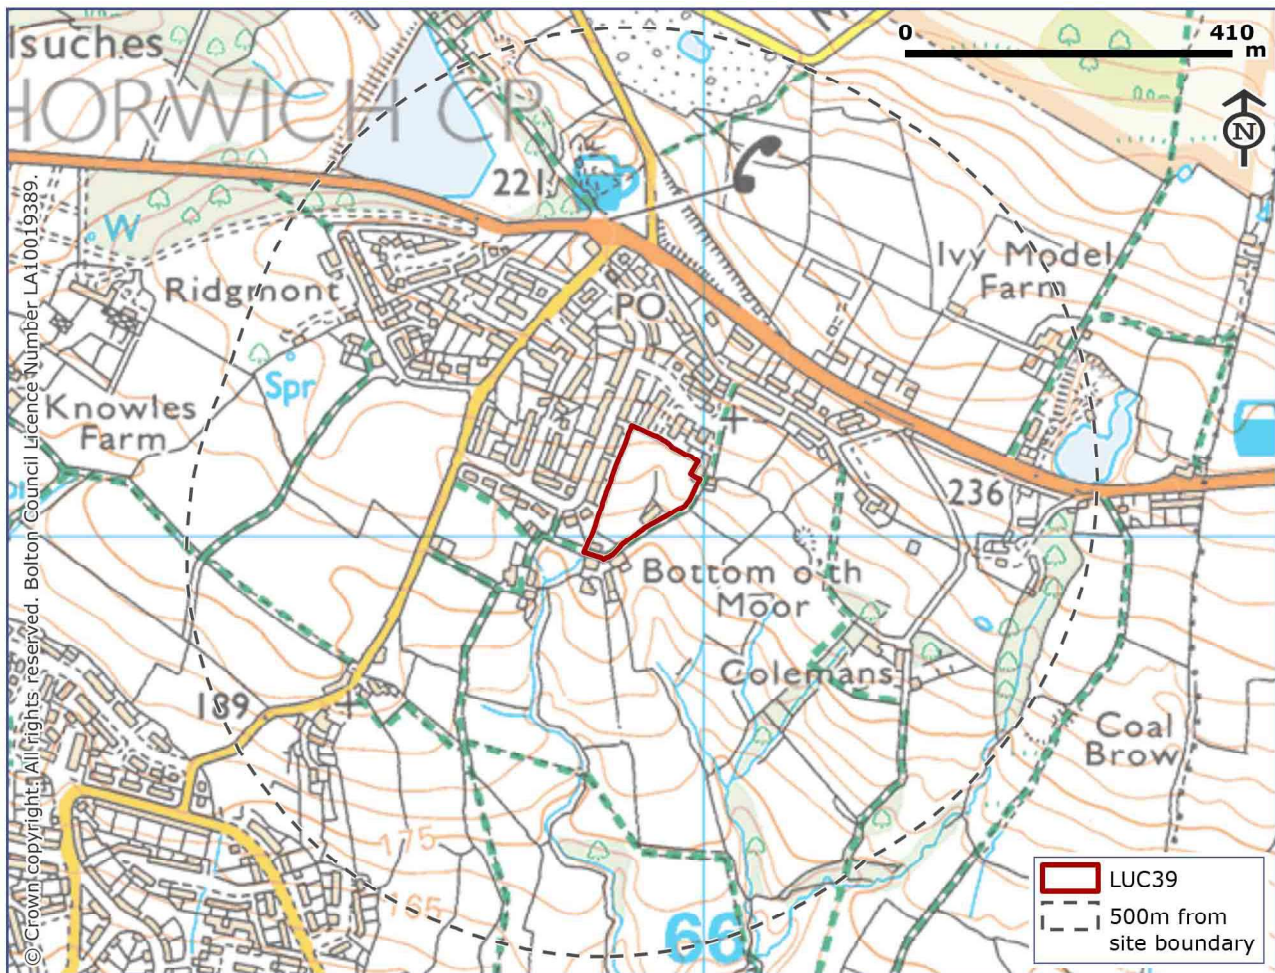 lsuches
HORWICH CP
0 410
m
N
221
W
Ridgmont
PO
Ivy Model
Farm
Spr
Knowles
Farm
236
Bottom o'th
Moor
Colemans
189
Coal
Brow
175
165
66
LUC39
500m from
site boundary
© Crown copyright. All rights reserved. Bolton Council Licence Number LA10019389.